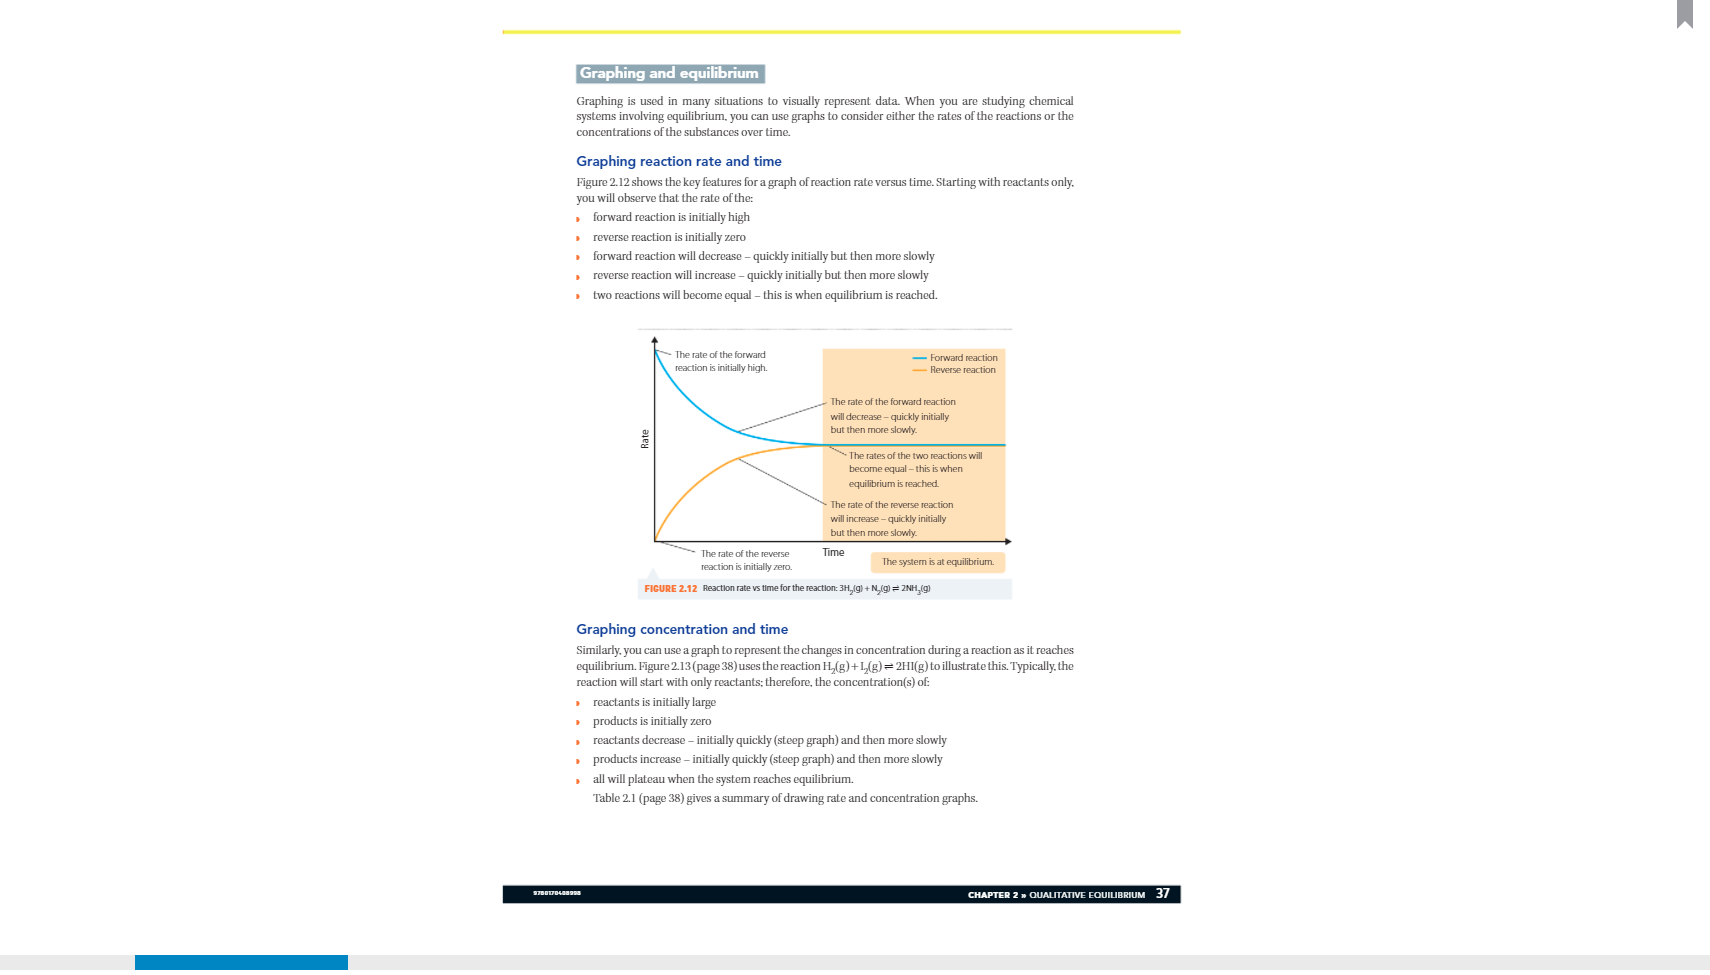 Graphing and equilibrium
Graphing is used in many situations to visually represent data. When you are studying chemical
systems involving equilibrium, you can use graphs to consider either the rates of the reactions or the
concentrations of the substances over time.
Graphing reaction rate and time
Figure 2.12 shows the key features for a graph of reaction rate versus time. Starting with reactants only,
you will observe that the rate of the:
forward reaction is initially high
reverse reaction is initially zero
forward reaction will decrease – quickly initially but then more slowly
reverse reaction will increase – quickly initially but then more slowly
two reactions will become equal – this is when equilibrium is reached.
The rate of the forward
reaction is initially high.
Forward reaction
Reverse reaction
The rate of the forward reaction
will decrease – quickly initially
but then more slowly.
Rate
The rates of the two reactions will
become equal – this is when
equilibrium is reached.
The rate of the reverse reaction
will increase – quickly initially
but then more slowly.
The rate of the reverse
reaction is initially zero.
Time
The system is at equilibrium.
FIGURE 2.12 Reaction rate vs time for the reaction: 3H₂(g) + N₂(g) ⇌ 2NH₃(g)
Graphing concentration and time
Similarly, you can use a graph to represent the changes in concentration during a reaction as it reaches
equilibrium. Figure 2.13 (page 38) uses the reaction H₂(g) + I₂(g) ⇌ 2HI(g) to illustrate this. Typically, the
reaction will start with only reactants; therefore, the concentration(s) of:
reactants is initially large
products is initially zero
reactants decrease – initially quickly (steep graph) and then more slowly
products increase – initially quickly (steep graph) and then more slowly
all will plateau when the system reaches equilibrium.
Table 2.1 (page 38) gives a summary of drawing rate and concentration graphs.
9780170408998
CHAPTER 2 » QUALITATIVE EQUILIBRIUM 37